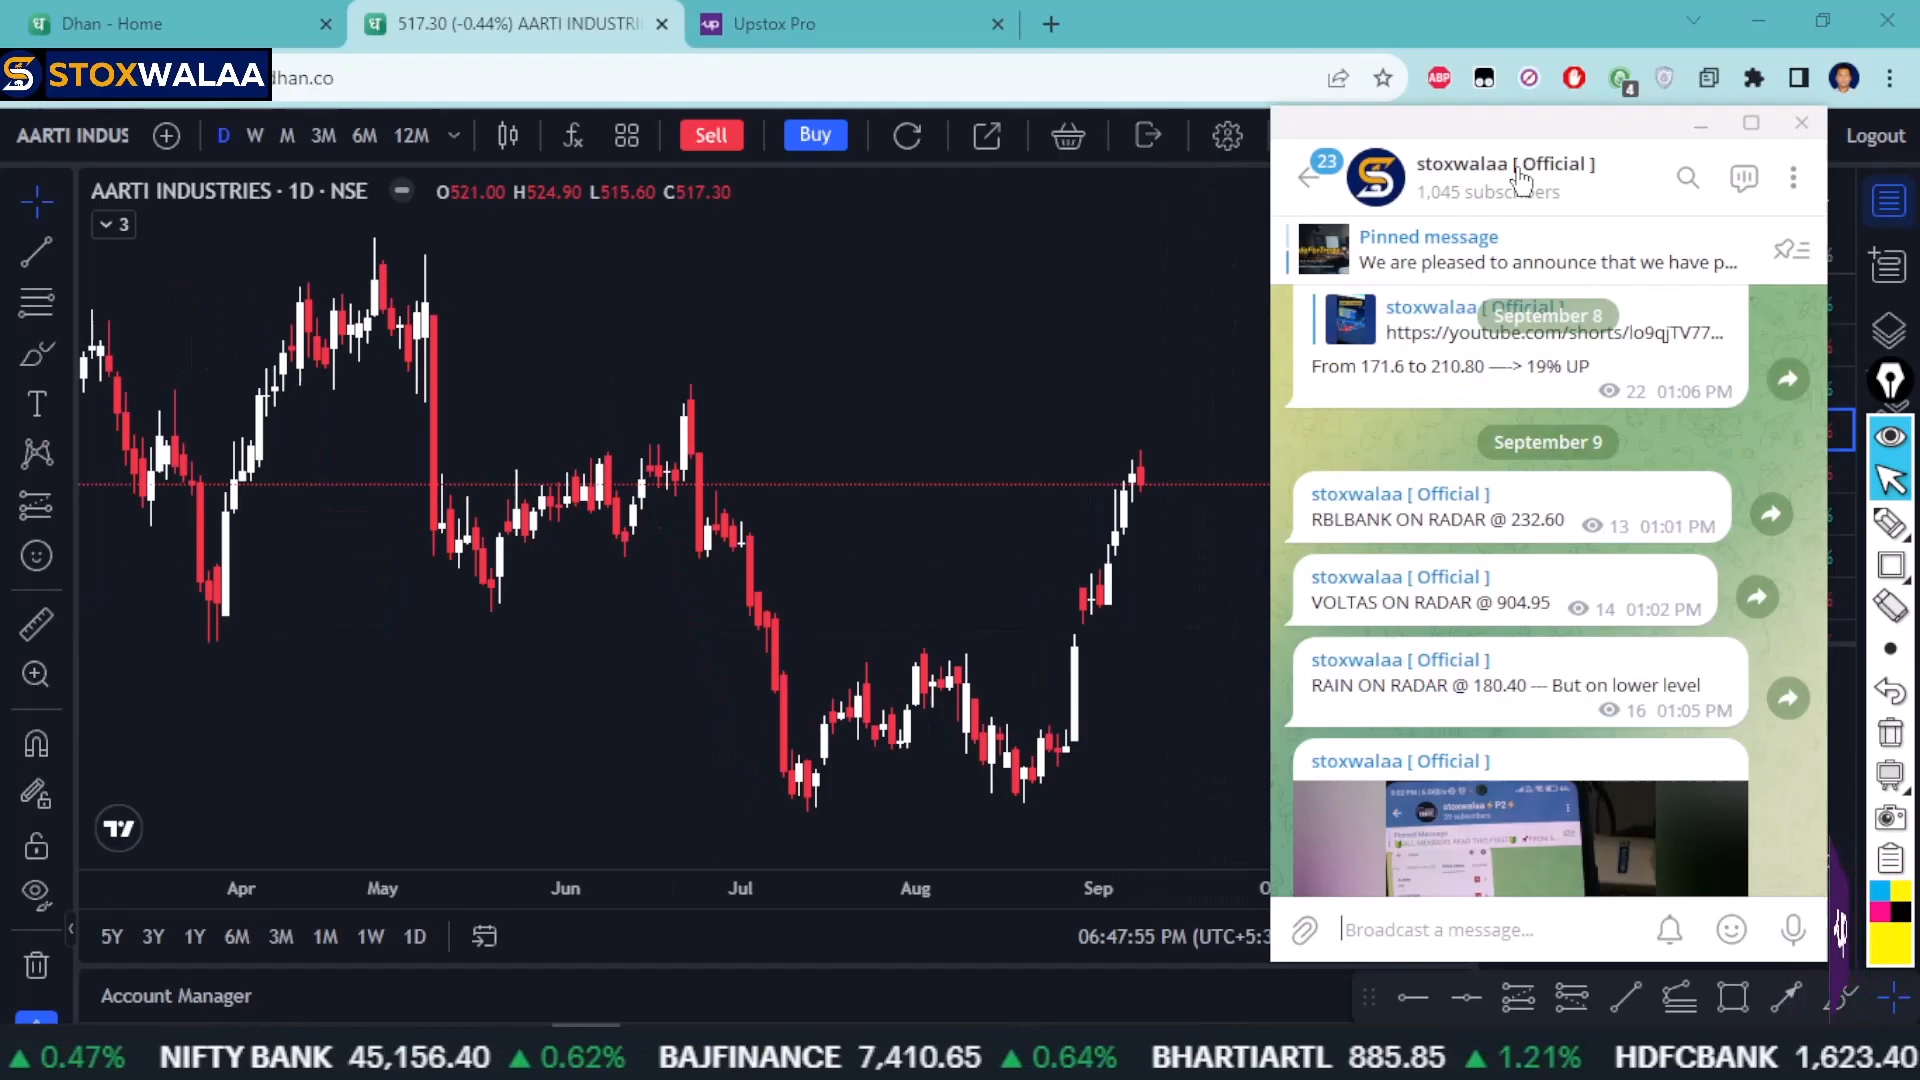 Dhan - Home
517.30 (-0.44%) AARTI INDUSTRI
Upstox Pro
STOXWALAA
dhan.co
ABP
4
AARTI INDUS
D W M 3M 6M 12M
Sell
Buy
Logout
AARTI INDUSTRIES · 1D · NSE
O521.00 H524.90 L515.60 C517.30
3
23
stoxwalaa [ Official ]
1,045 subscribers
Pinned message
We are pleased to announce that we have p...
stoxwalaa [ Official ]
September 8
https://youtube.com/shorts/lo9qjTV77...
From 171.6 to 210.80 —-> 19% UP
22 01:06 PM
September 9
stoxwalaa [ Official ]
RBLBANK ON RADAR @ 232.60
13 01:01 PM
stoxwalaa [ Official ]
VOLTAS ON RADAR @ 904.95
14 01:02 PM
stoxwalaa [ Official ]
RAIN ON RADAR @ 180.40 --- But on lower level
16 01:05 PM
stoxwalaa [ Official ]
stoxwalaa⚡P2⚡
Pinned Message
Broadcast a message...
Apr May Jun Jul Aug Sep
5Y 3Y 1Y 6M 3M 1M 1W 1D
06:47:55 PM (UTC+5:3
Account Manager
▲ 0.47% NIFTY BANK 45,156.40 ▲ 0.62% BAJFINANCE 7,410.65 ▲ 0.64% BHARTIARTL 885.85 ▲ 1.21% HDFCBANK 1,623.40